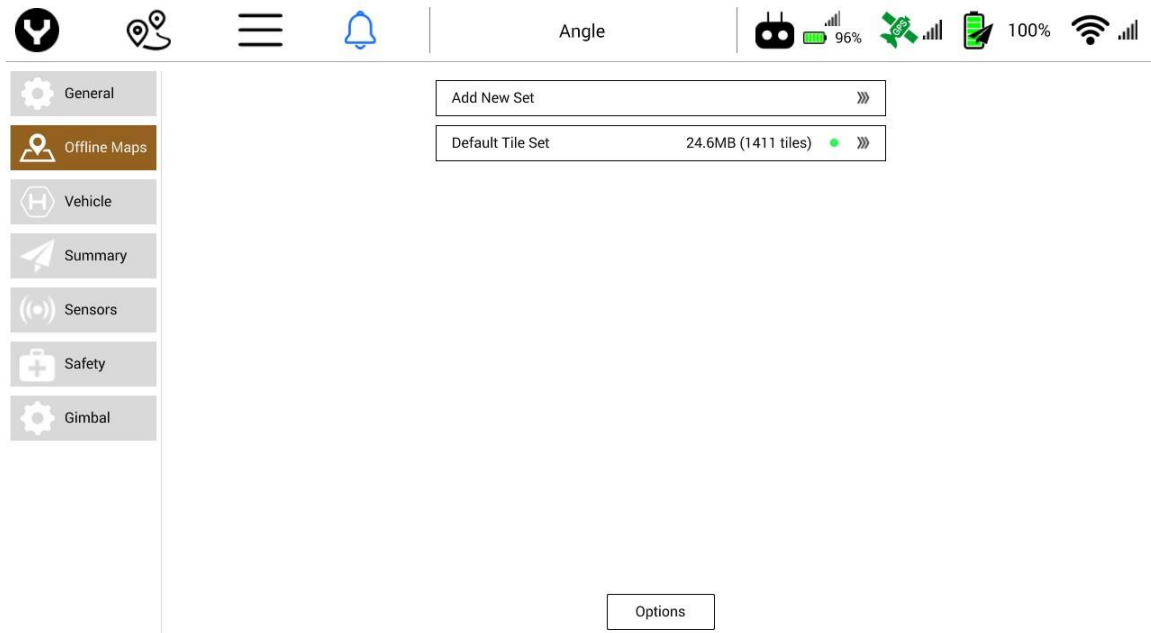 Angle
96%
GPS
100%
General
Offline Maps
Vehicle
Summary
Sensors
Safety
Gimbal
Add New Set
Default Tile Set 24.6MB (1411 tiles)
Options